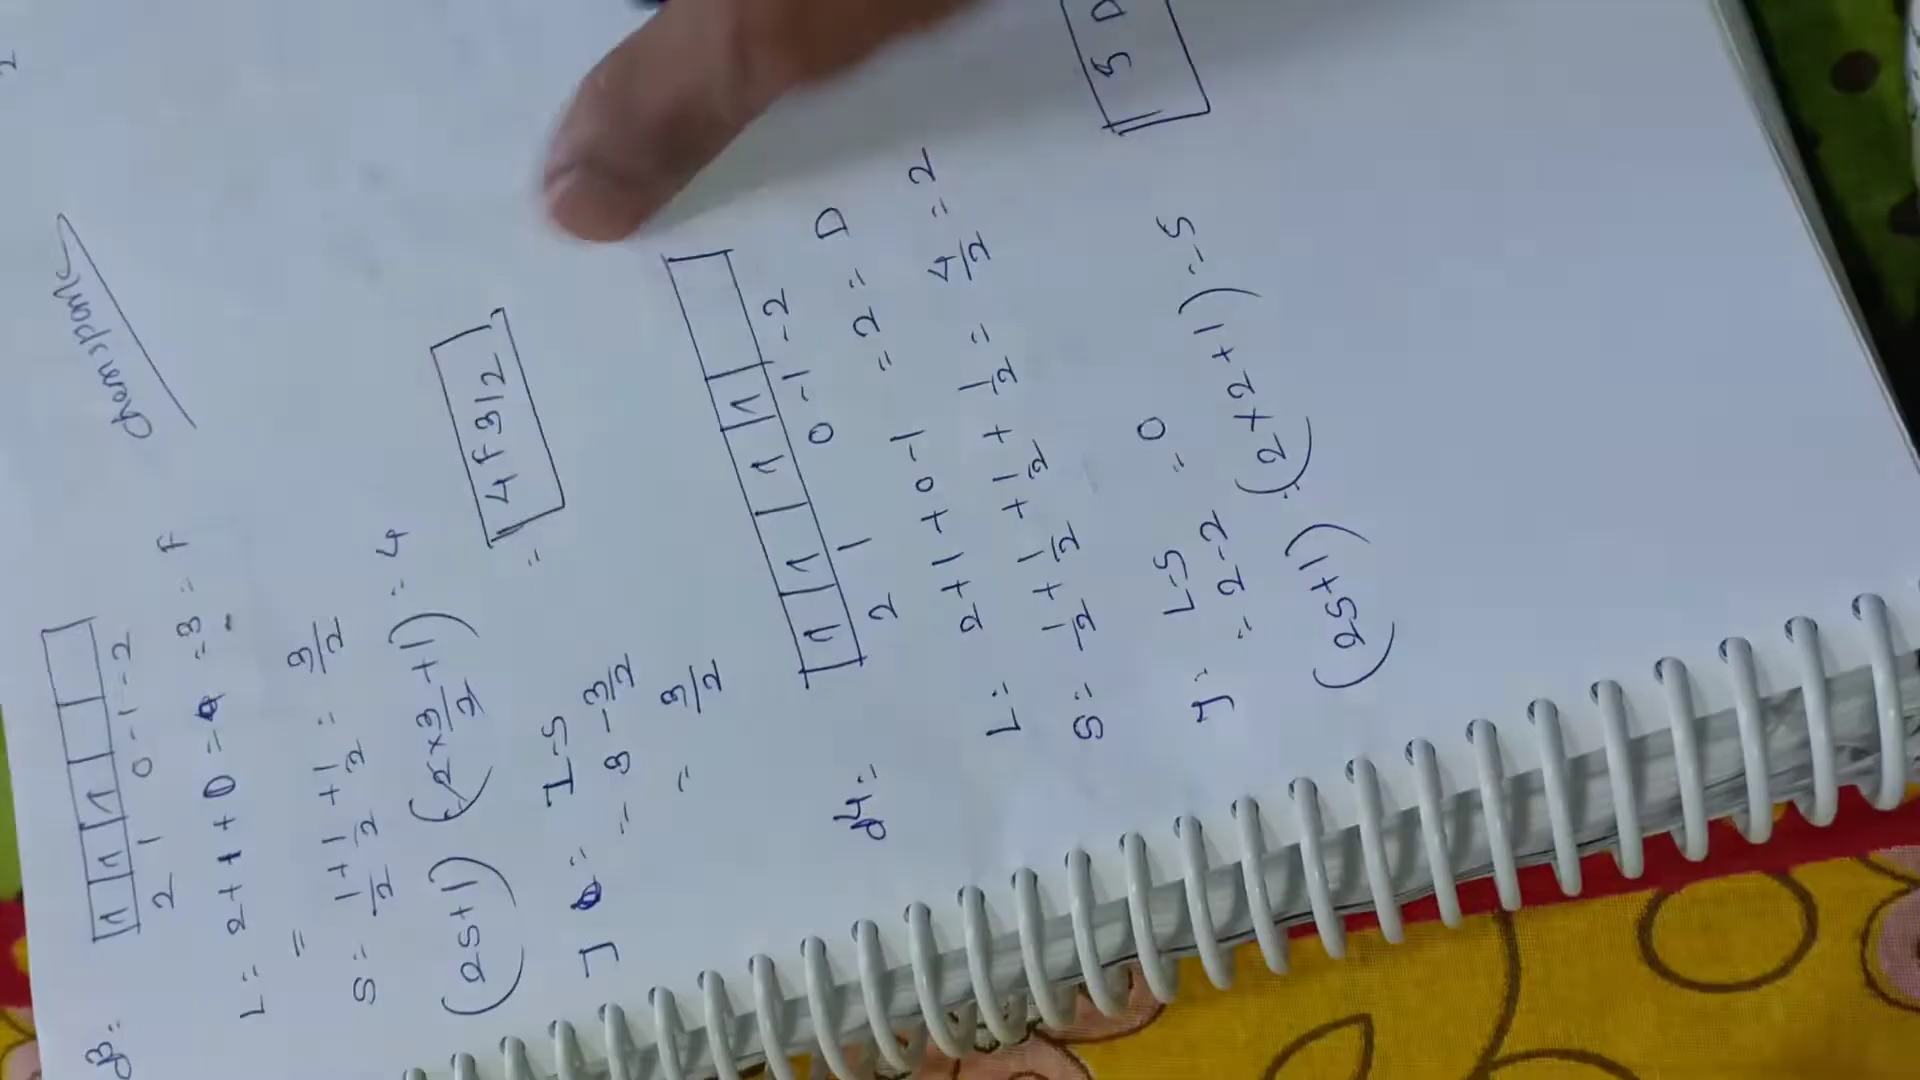 chemspank
d3:
1 1 1
2 1 0 -1 -2
L = 2 + 1 + 0 = 3 = F
=
S = 1/2 + 1/2 + 1/2 = 3/2
(2S+1) (2×3/2+1) = 4
J = L-S
= 3 - 3/2
= 3/2
= 4F3/2
d4:
1 1 1 1
2 1 0 -1 -2
L = 2+1+0-1 = 2 = D
S = 1/2 + 1/2 + 1/2 + 1/2 = 4/2 = 2
J = L-S = 0
= 2-2
(2S+1) : (2×2+1) = 5
5 D